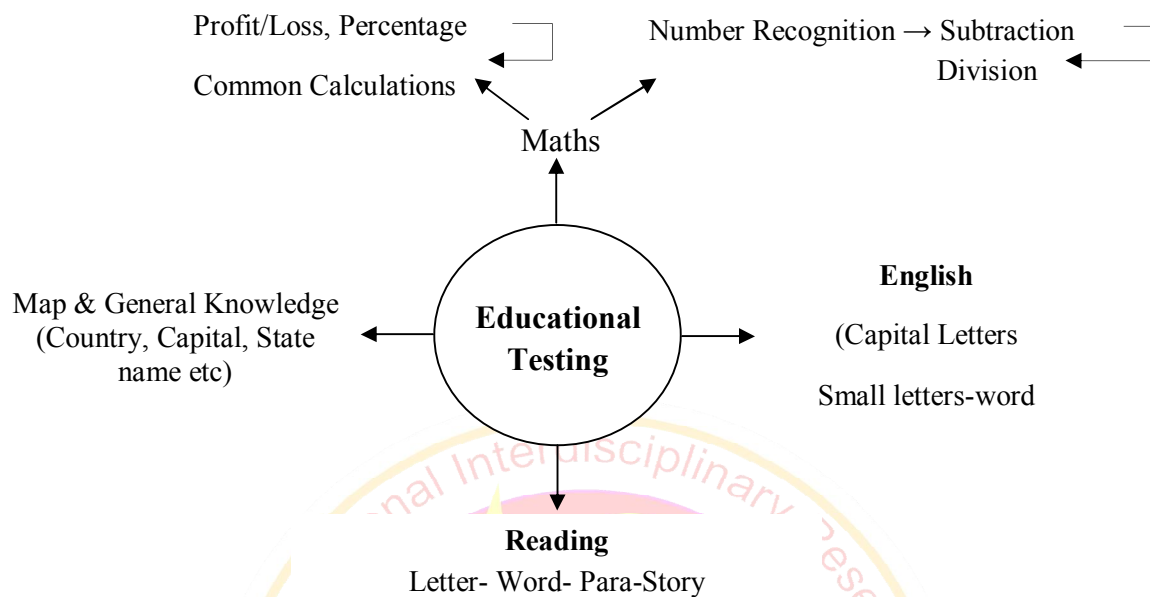 Profit/Loss, Percentage
Common Calculations
Number Recognition → Subtraction
Division
Maths
Map & General Knowledge
(Country, Capital, State
name etc)
Educational
Testing
English
(Capital Letters
Small letters-word
Interdisciplinary
Reading
Letter- Word- Para-Story